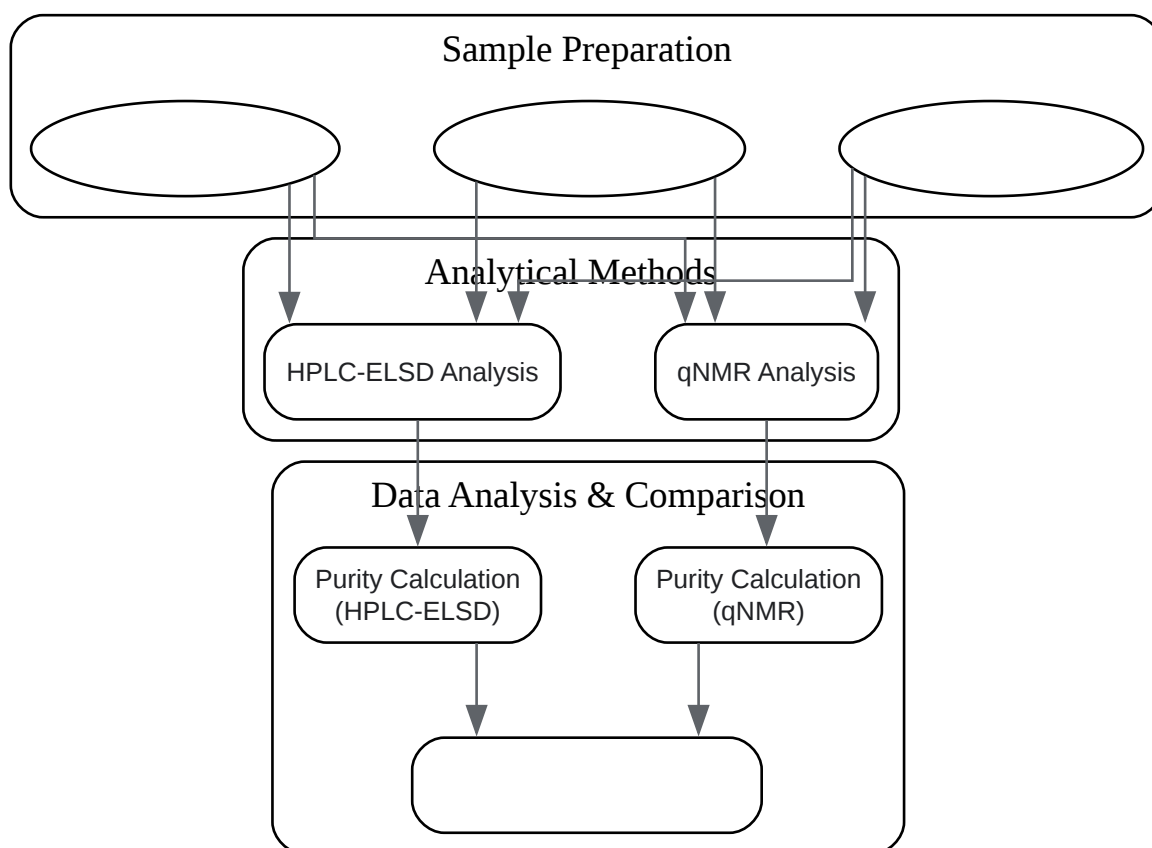 Sample Preparation
Analytical Methods
HPLC-ELSD Analysis
qNMR Analysis
Data Analysis & Comparison
Purity Calculation
(HPLC-ELSD)
Purity Calculation
(qNMR)